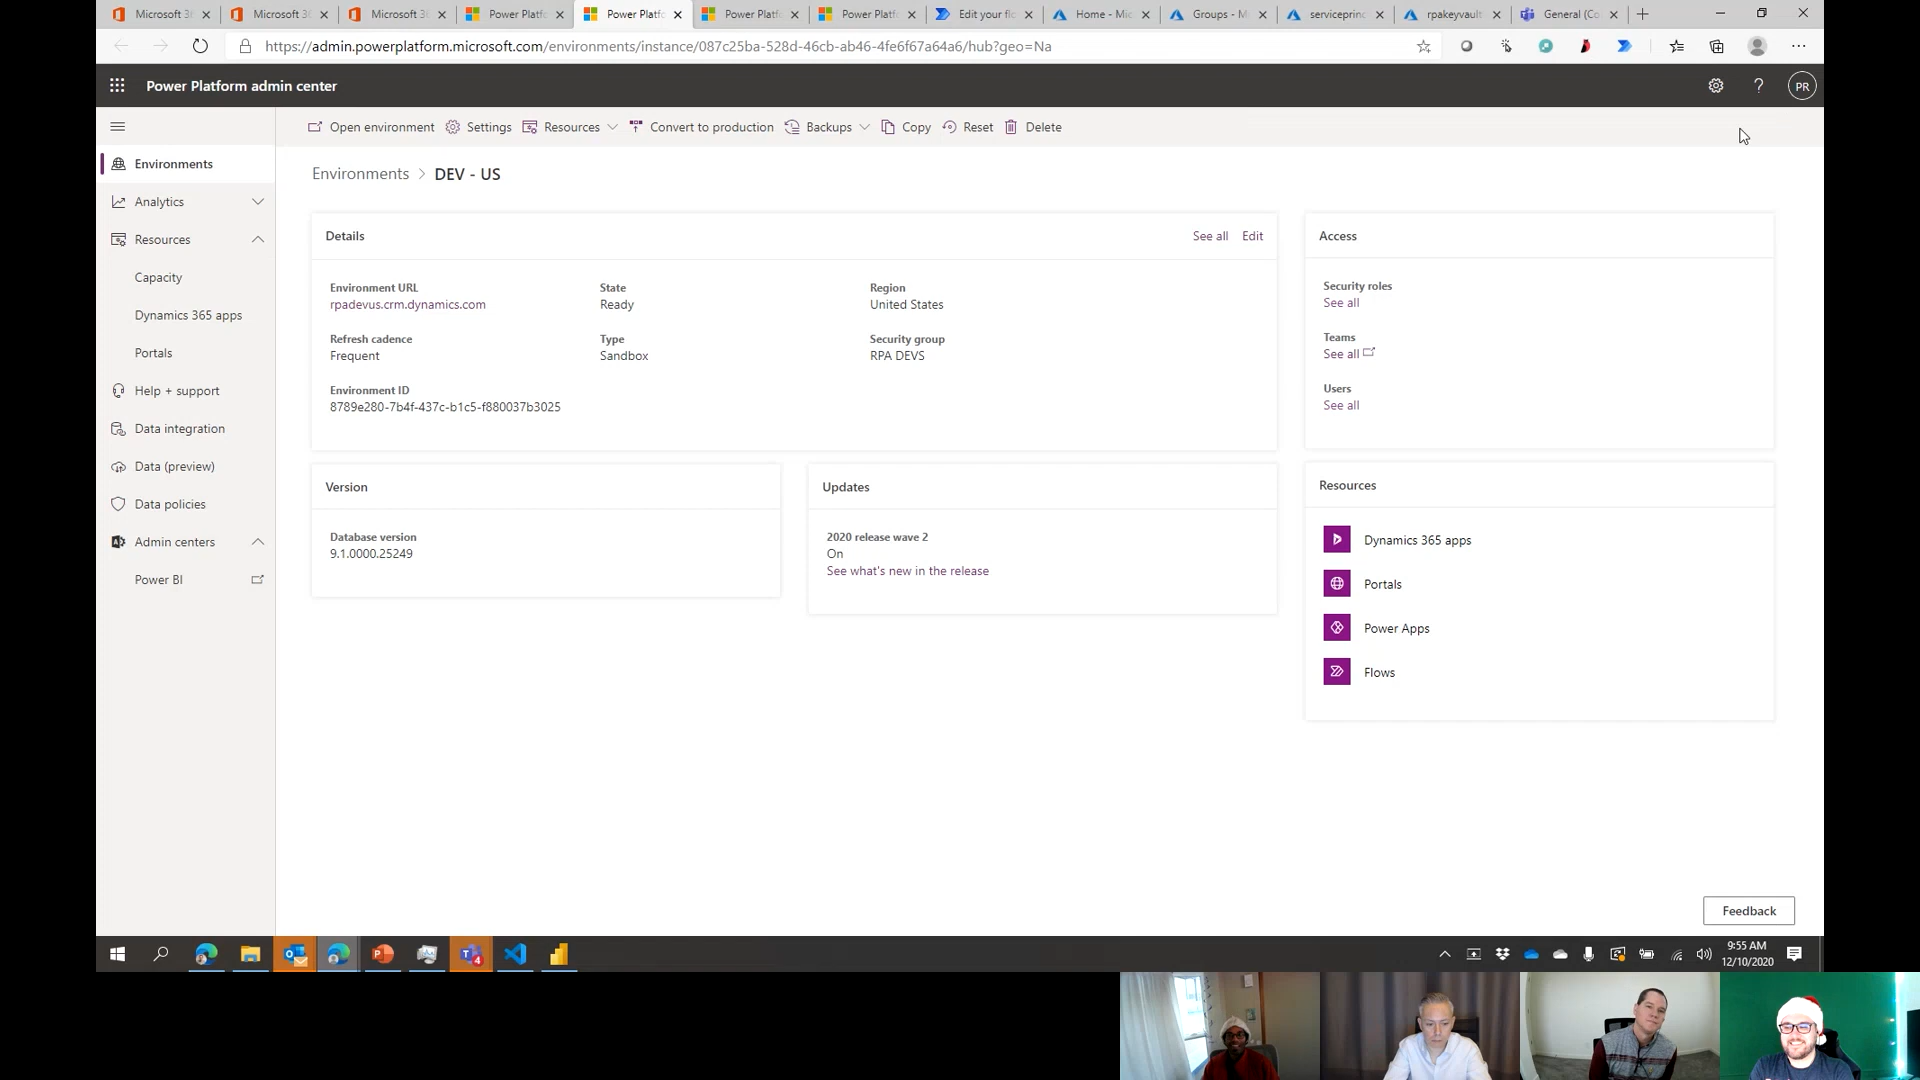 Microsoft 3
Microsoft 36
Microsoft 36
Power Platfo
Power Platfo
Power Platfo
Power Platfo
Edit your flo
Home - Mic
Groups - M
serviceprinc
rpakeyvault
General (Co
https://admin.powerplatform.microsoft.com/environments/instance/087c25ba-528d-46cb-ab46-4fe6f67a64a6/hub?geo=Na
Power Platform admin center
?
PR
Open environment
Settings
Resources
Convert to production
Backups
Copy
Reset
Delete
Environments
Analytics
Resources
Capacity
Dynamics 365 apps
Portals
Help + support
Data integration
Data (preview)
Data policies
Admin centers
Power BI
Environments > DEV - US
Details
See all
Edit
Environment URL
rpadevus.crm.dynamics.com
State
Ready
Region
United States
Refresh cadence
Frequent
Type
Sandbox
Security group
RPA DEVS
Environment ID
8789e280-7b4f-437c-b1c5-f880037b3025
Access
Security roles
See all
Teams
See all
Users
See all
Version
Database version
9.1.0000.25249
Updates
2020 release wave 2
On
See what's new in the release
Resources
Dynamics 365 apps
Portals
Power Apps
Flows
Feedback
9:55 AM
12/10/2020